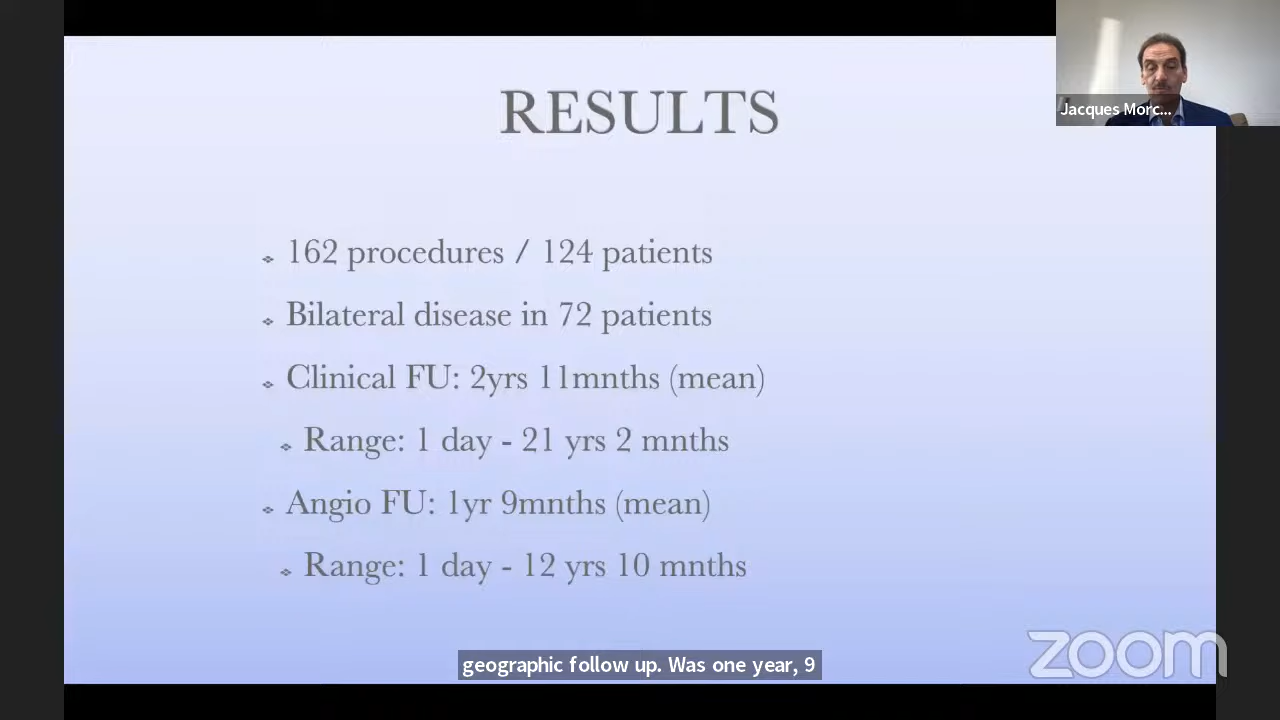 RESULTS
Jacques Morc...
162 procedures / 124 patients
Bilateral disease in 72 patients
Clinical FU: 2yrs 11mnths (mean)
Range: 1 day - 21 yrs 2 mnths
Angio FU: 1yr 9mnths (mean)
Range: 1 day - 12 yrs 10 mnths
geographic follow up. Was one year, 9
zoom